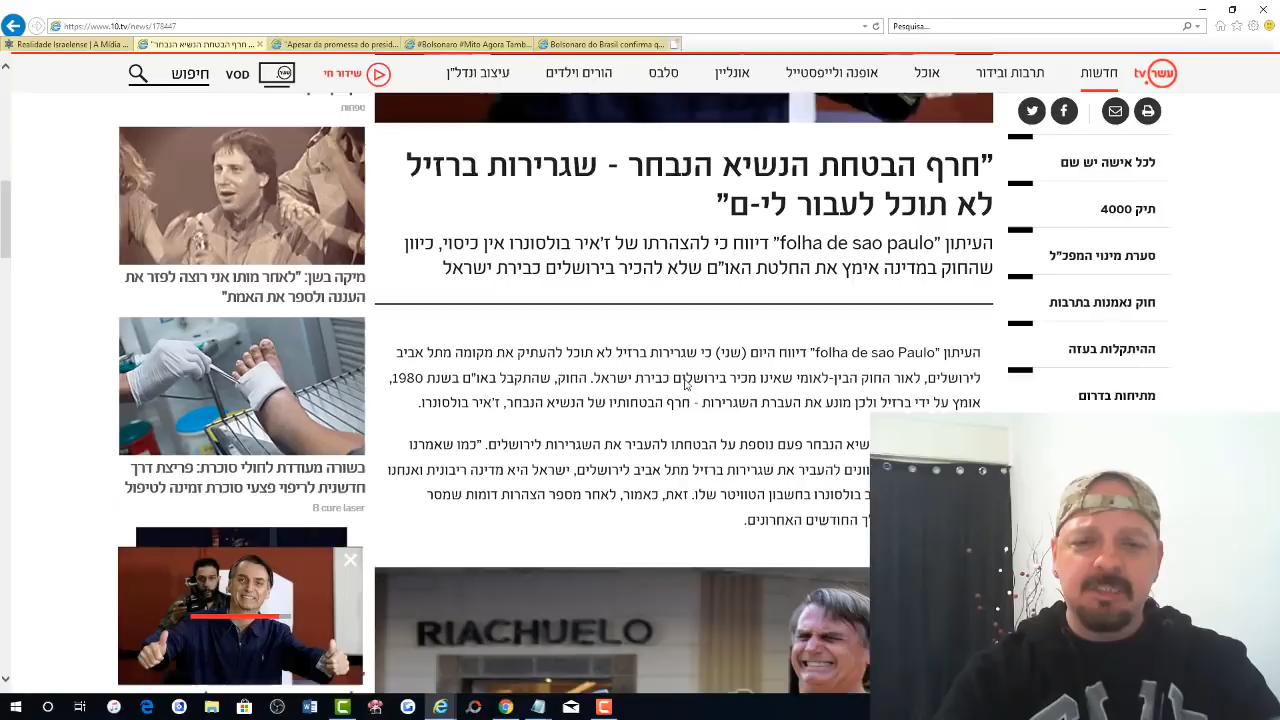 https://www.10.tv/news/178447
Pesquisa...
Realidade Israelense | A Mídia ...
"חרף הבטחת הנשיא הנבחר ...
"Apesar da promessa do presid...
#Bolsonaro #Mito Agora Tamb...
Bolsonaro do Brasil confirma q...
עשר tv.
חדשות
תרבות ובידור
אוכל
אופנה ולייפסטייל
אונליין
סלבס
הורים וילדים
עיצוב ונדל"ן
שידור חי
VOD
חיפוש
"חרף הבטחת הנשיא הנבחר - שגרירות ברזיל
לא תוכל לעבור לי-ם"
העיתון "folha de sao paulo" דיווח כי להצהרתו של ז'איר בולסונרו אין כיסוי, כיוון
שהחוק במדינה אימץ את החלטת האו"ם שלא להכיר בירושלים כבירת ישראל
העיתון "folha de sao Paulo" דיווח היום (שני) כי שגרירות ברזיל לא תוכל להעתיק את מקומה מתל אביב
לירושלים, לאור החוק הבין-לאומי שאינו מכיר בירושלים כבירת ישראל. החוק, שהתקבל באו"ם בשנת 1980,
אומץ על ידי ברזיל ולכן מונע את העברת השגרירות - חרף הבטחותיו של הנשיא הנבחר, ז'איר בולסונרו.
שיא הנבחר פעם נוספת על הבטחתו להעביר את השגרירות לירושלים. "כמו שאמרנו
וונים להעביר את שגרירות ברזיל מתל אביב לירושלים, ישראל היא מדינה ריבונית ואנחנו
ב בולסונרו בחשבון הטוויטר שלו. זאת, כאמור, לאחר מספר הצהרות דומות שמסר
ך החודשים האחרונים.
RIACHUELO
לכל אישה יש שם
תיק 4000
סערת מינוי המפכ"ל
חוק נאמנות בתרבות
ההיתקלות בעזה
מתיחות בדרום
מיקה בשן: "לאחר מותו אני רוצה לפזר את
העננה ולספר את האמת"
בשורה מעודדת לחולי סוכרת: פריצת דרך
חדשנית לריפוי פצעי סוכרת זמינה לטיפול
B cure laser